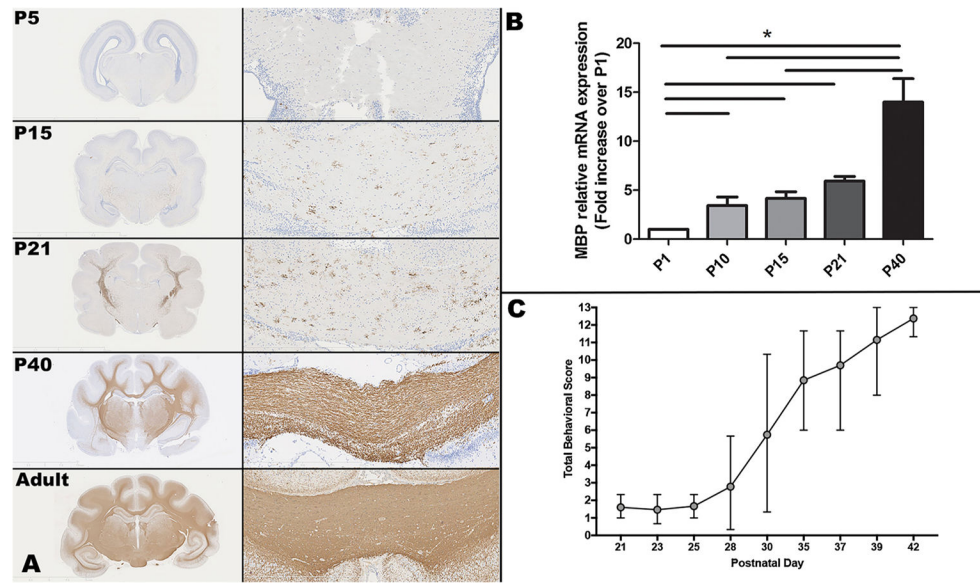 P5
P15
P21
P40
Adult
A
B
MBP relative mRNA expression
(Fold increase over P1)
20
15
10
5
0
*
P1
P10
P15
P21
P40
C
Total Behavioral Score
13
12
11
10
9
8
7
6
5
4
3
2
1
0
21
23
25
28
30
35
37
39
42
Postnatal Day